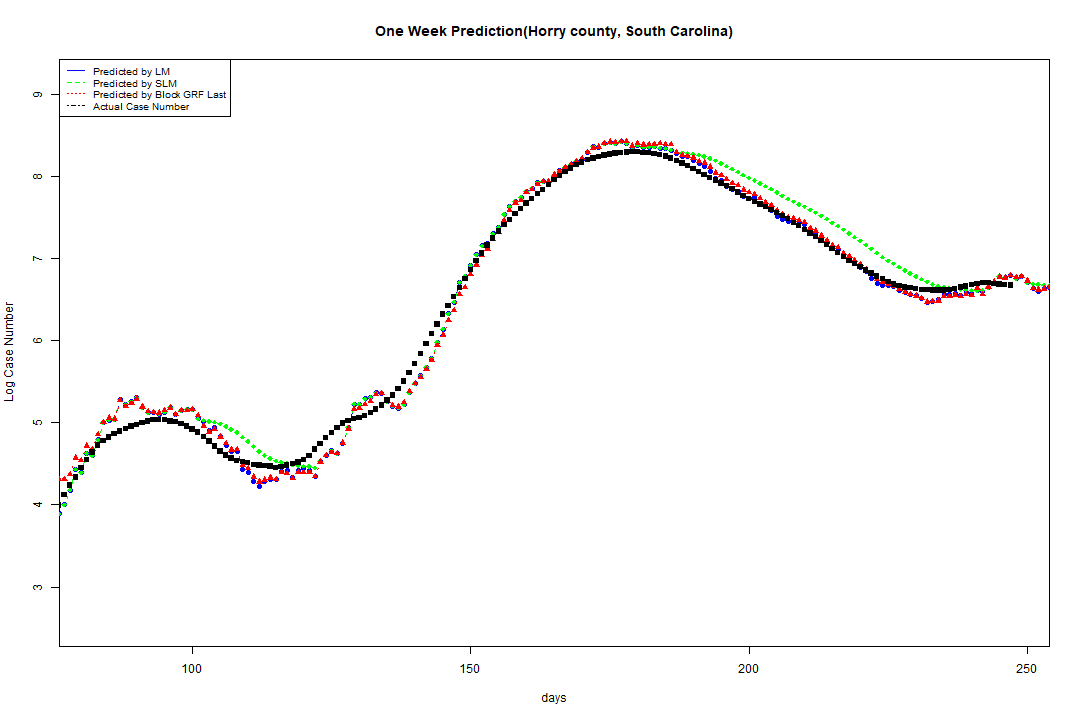 One Week Prediction(Horry county, South Carolina)
Predicted by LM
Predicted by SLM
Predicted by Block GRF Last
Actual Case Number
9
8
7
6
5
4
3
Log Case Number
100
150
200
250
days